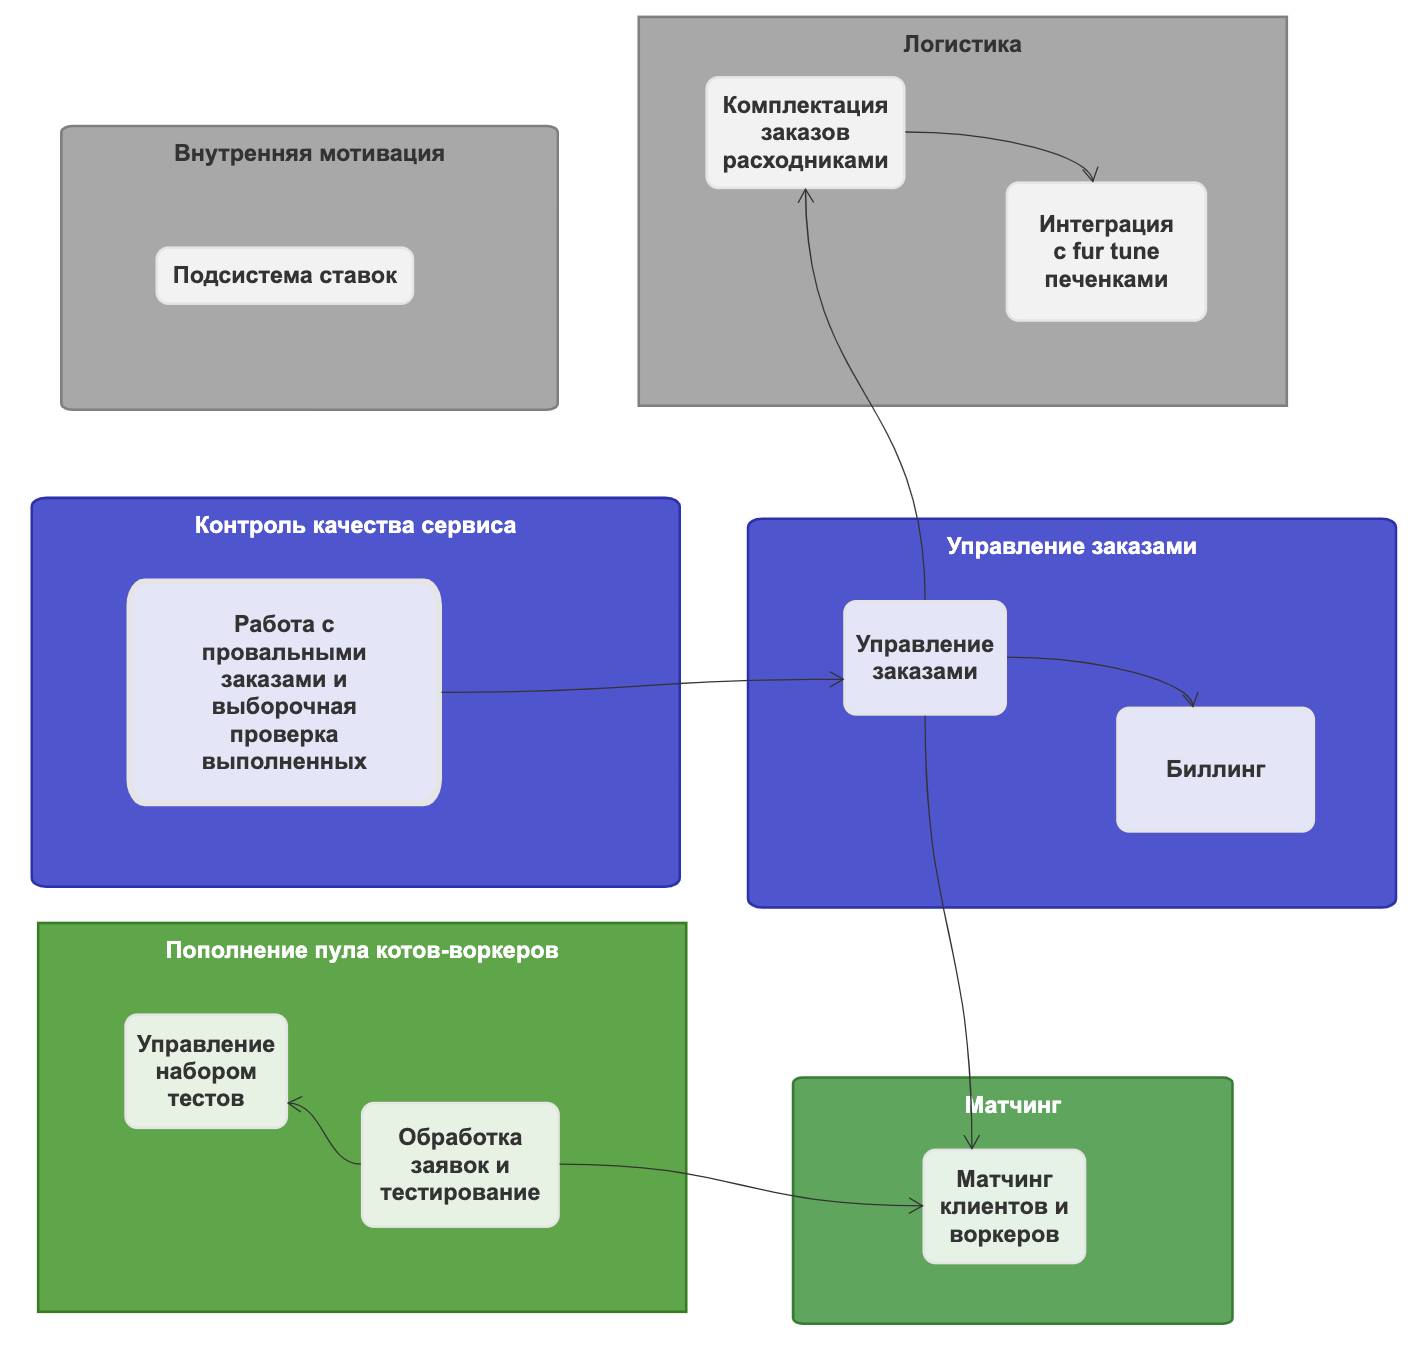 Логистика
Комплектация
заказов
расходниками
Интеграция
с fur tune
печенками
Внутренняя мотивация
Подсистема ставок
Контроль качества сервиса
Работа с
провальными
заказами и
выборочная
проверка
выполненных
Управление заказами
Управление
заказами
Биллинг
Пополнение пула котов-воркеров
Управление
набором
тестов
Обработка
заявок и
тестирование
Матчинг
Матчинг
клиентов и
воркеров